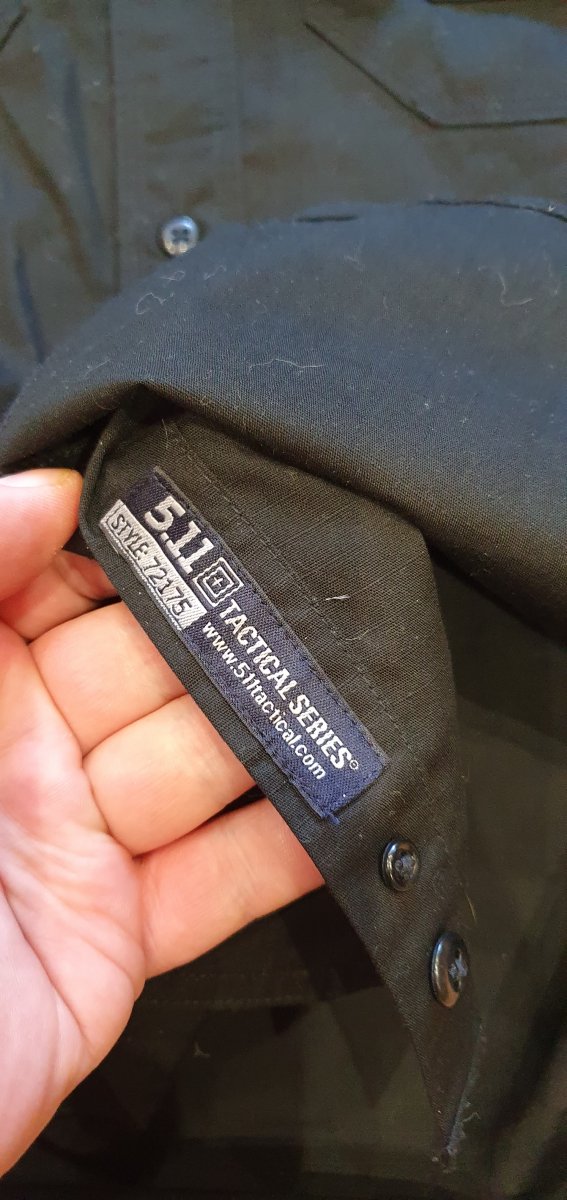 5.11 TACTICAL SERIES®
STYLE: 72175
www.511tactical.com